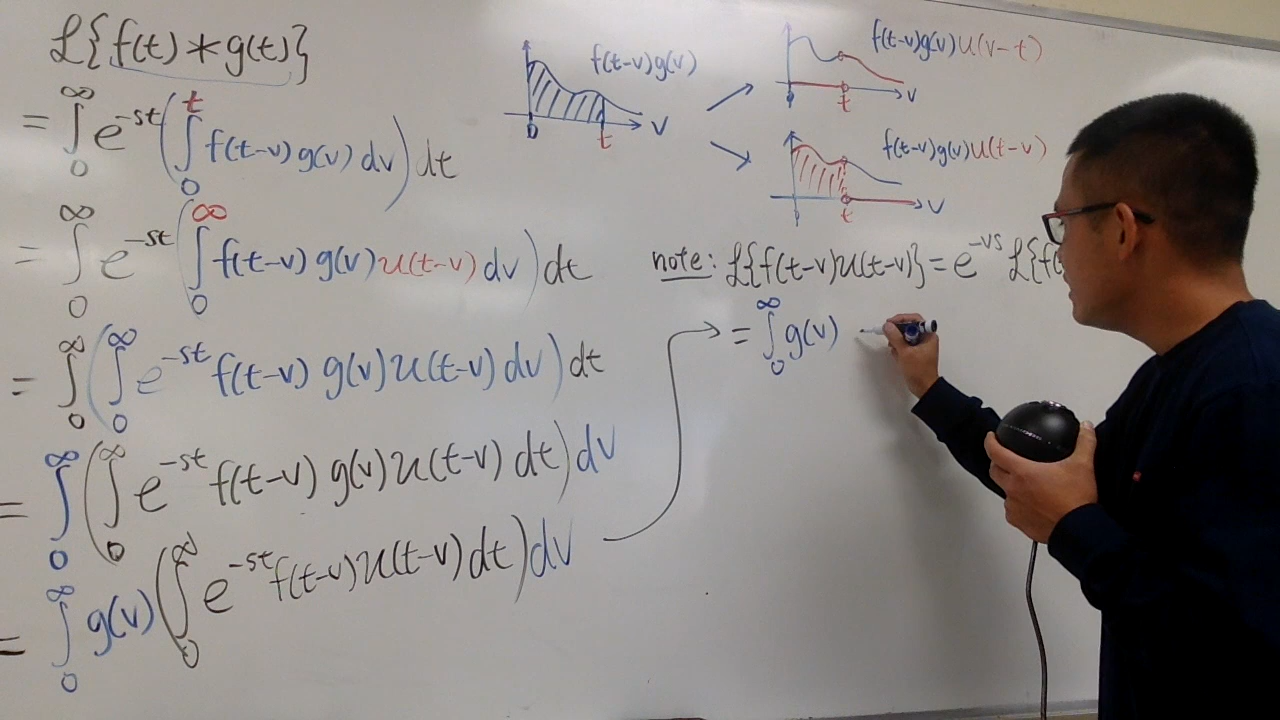 ℒ{f(t)*g(t)}
= ∫₀^∞ e^{-st} ( ∫₀^t f(t-v) g(v) dv ) dt
= ∫₀^∞ e^{-st} ( ∫₀^∞ f(t-v) g(v) u(t-v) dv ) dt
= ∫₀^∞ ( ∫₀^∞ e^{-st} f(t-v) g(v) u(t-v) dv ) dt
= ∫₀^∞ ( ∫₀^∞ e^{-st} f(t-v) g(v) u(t-v) dt ) dv
= ∫₀^∞ g(v) ( ∫₀^∞ e^{-st} f(t-v) u(t-v) dt ) dv
f(t-v)g(v)
0 t v
f(t-v)g(v)u(v-t)
0 t v
f(t-v)g(v)u(t-v)
t v
note: ℒ{f(t-v)u(t-v)} = e^{-vs} ℒ{f(
= ∫₀^∞ g(v)